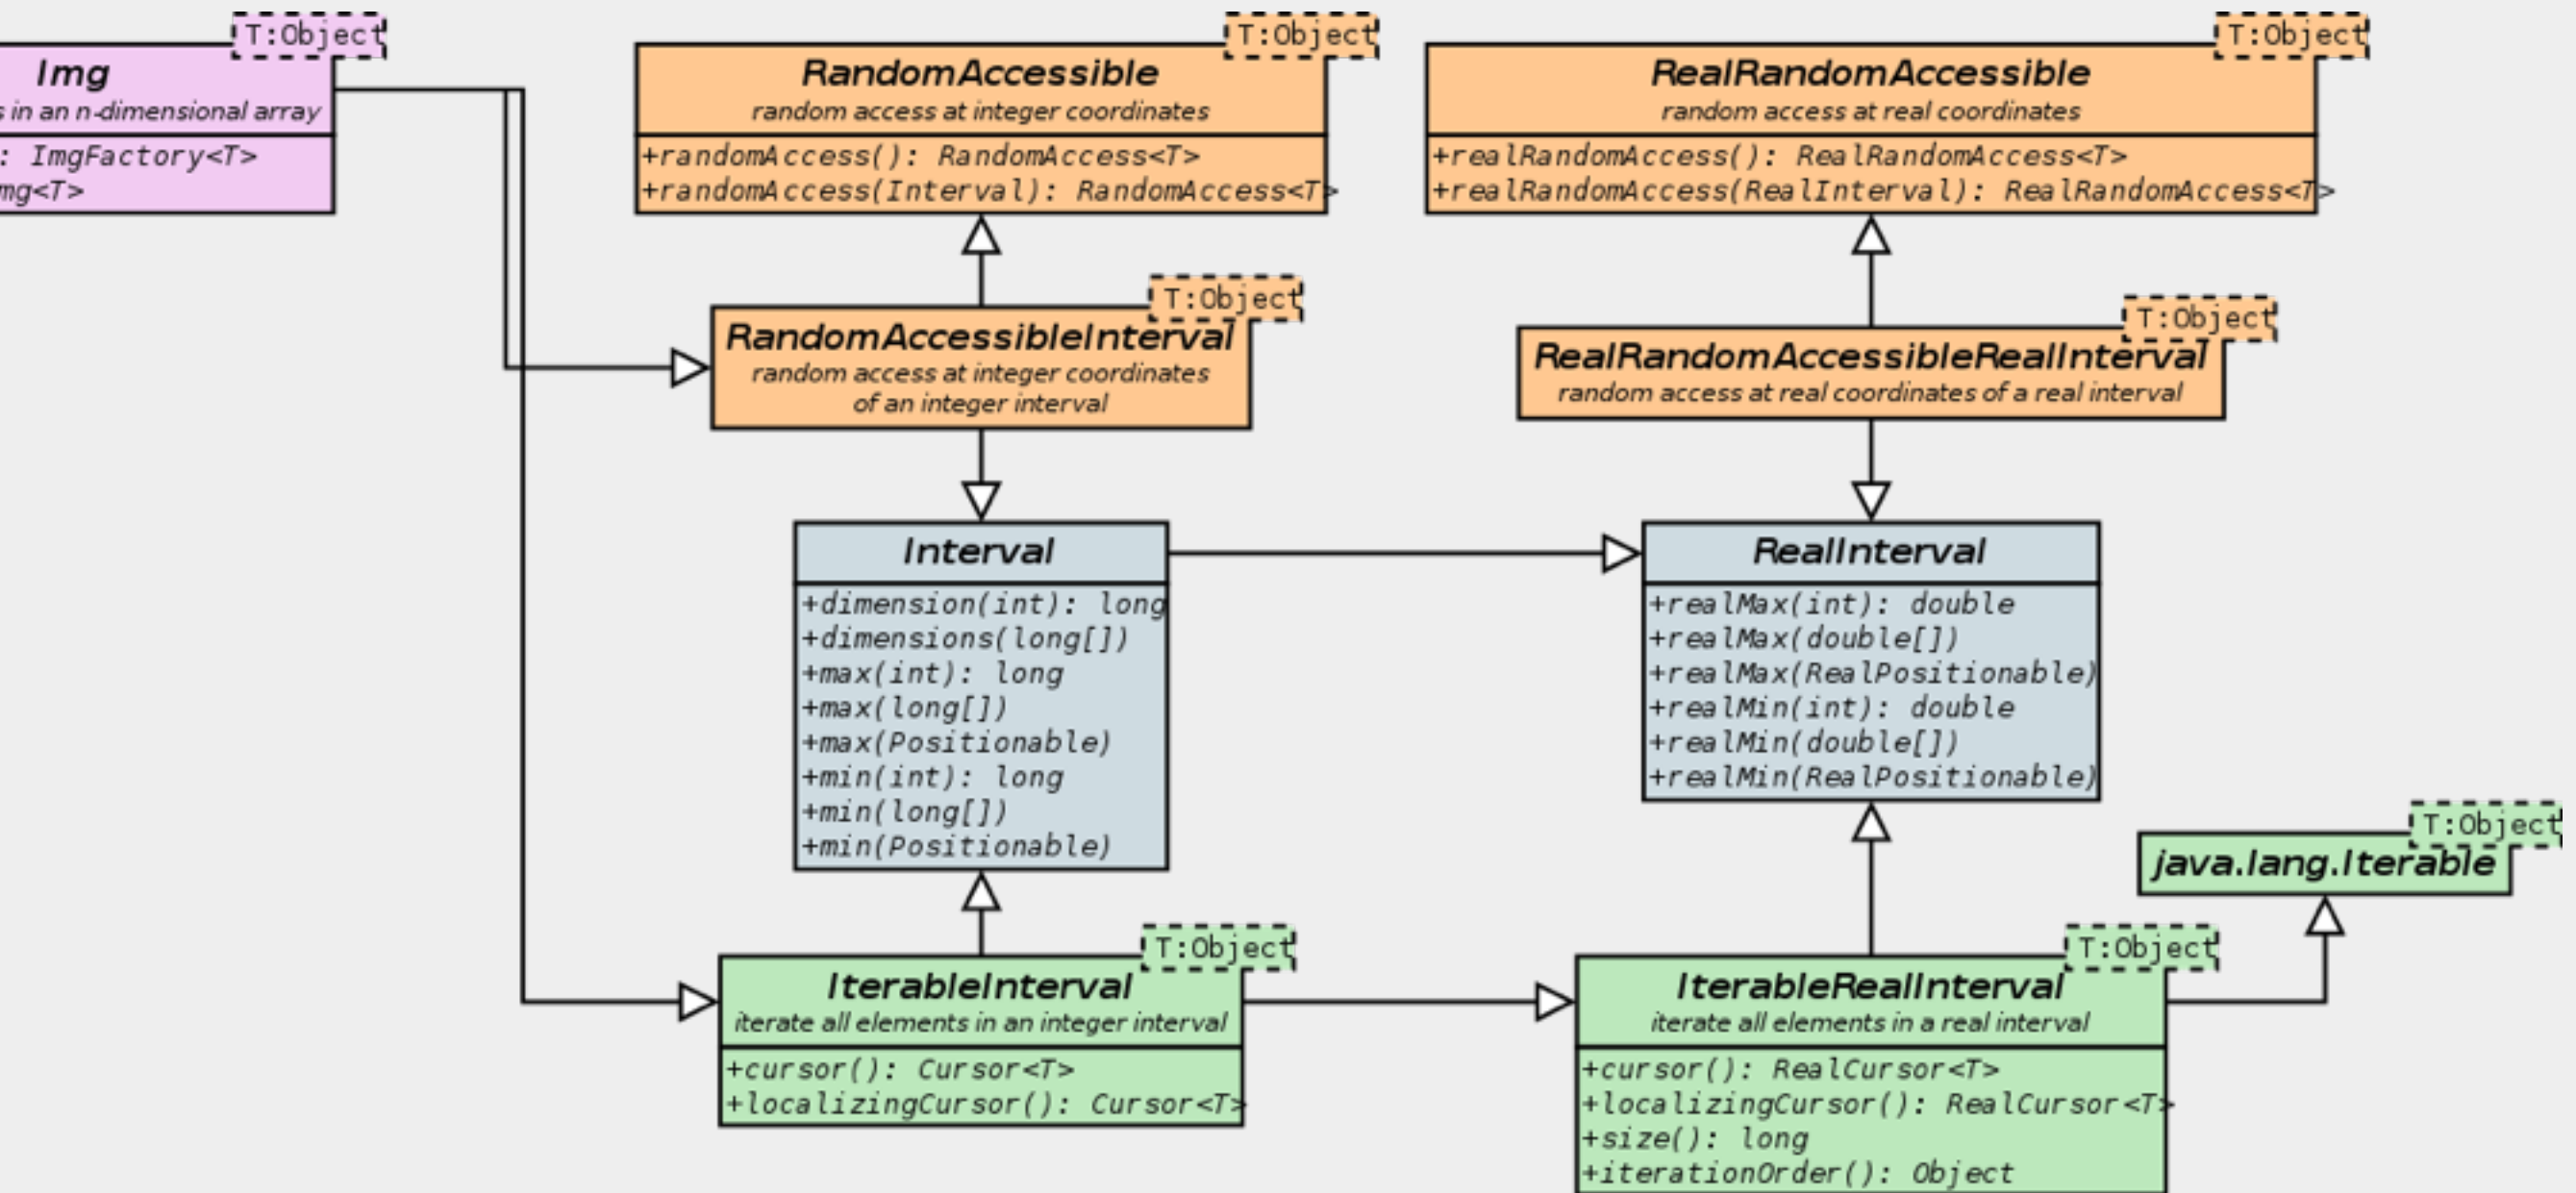 T:Object
Img
s in an n-dimensional array
: ImgFactory<T>
mg<T>
T:Object
RandomAccessible
random access at integer coordinates
+randomAccess(): RandomAccess<T>
+randomAccess(Interval): RandomAccess<T>
T:Object
RealRandomAccessible
random access at real coordinates
+realRandomAccess(): RealRandomAccess<T>
+realRandomAccess(RealInterval): RealRandomAccess<T>
T:Object
RandomAccessibleInterval
random access at integer coordinates
of an integer interval
T:Object
RealRandomAccessibleRealInterval
random access at real coordinates of a real interval
Interval
+dimension(int): long
+dimensions(long[])
+max(int): long
+max(long[])
+max(Positionable)
+min(int): long
+min(long[])
+min(Positionable)
RealInterval
+realMax(int): double
+realMax(double[])
+realMax(RealPositionable)
+realMin(int): double
+realMin(double[])
+realMin(RealPositionable)
T:Object
java.lang.Iterable
T:Object
IterableInterval
iterate all elements in an integer interval
+cursor(): Cursor<T>
+localizingCursor(): Cursor<T>
T:Object
IterableRealInterval
iterate all elements in a real interval
+cursor(): RealCursor<T>
+localizingCursor(): RealCursor<T>
+size(): long
+iterationOrder(): Object